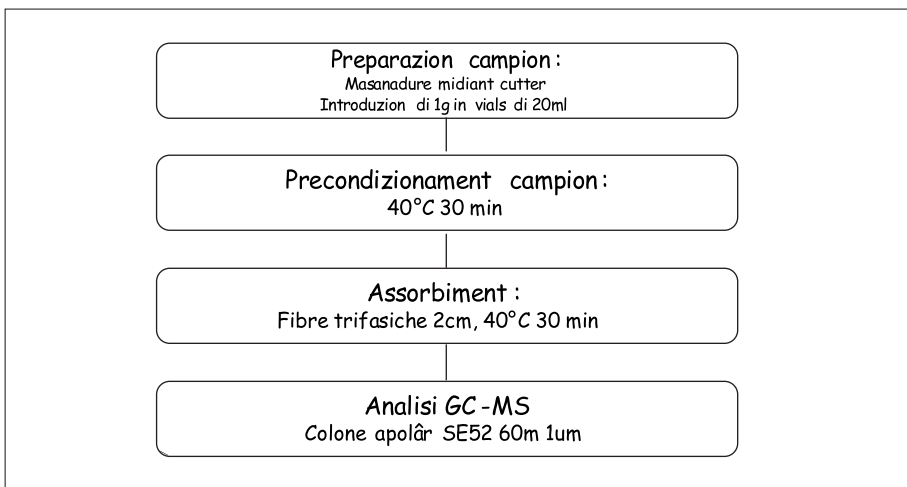 Preparazion campion:
Masanadure midiant cutter
Introduzion di 1g in vials di 20ml
Precondizionament campion:
40°C 30 min
Assorbiment :
Fibre trifasiche 2cm, 40°C 30 min
Analisi GC-MS
Colone apolâr SE52 60m 1um